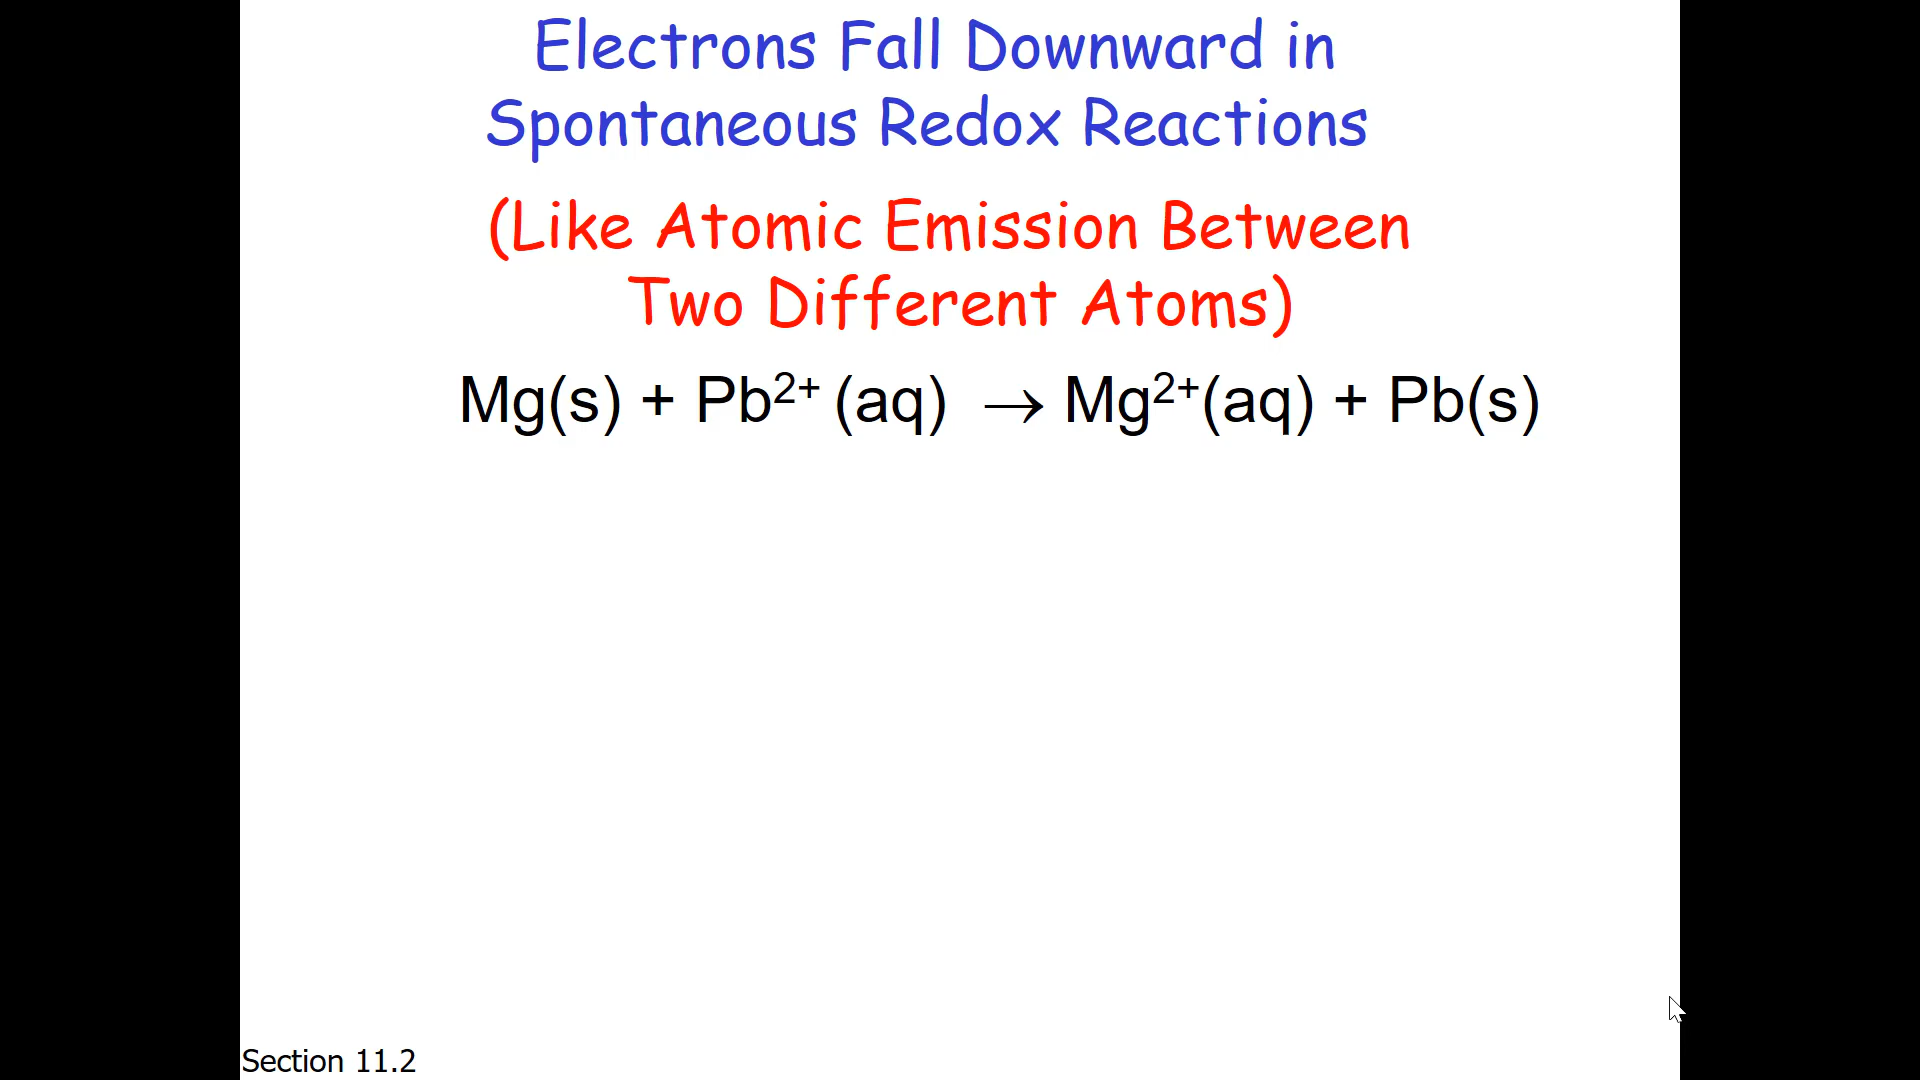 Electrons Fall Downward in
Spontaneous Redox Reactions
(Like Atomic Emission Between
Two Different Atoms)
Mg(s) + Pb²⁺ (aq) → Mg²⁺(aq) + Pb(s)
Section 11.2